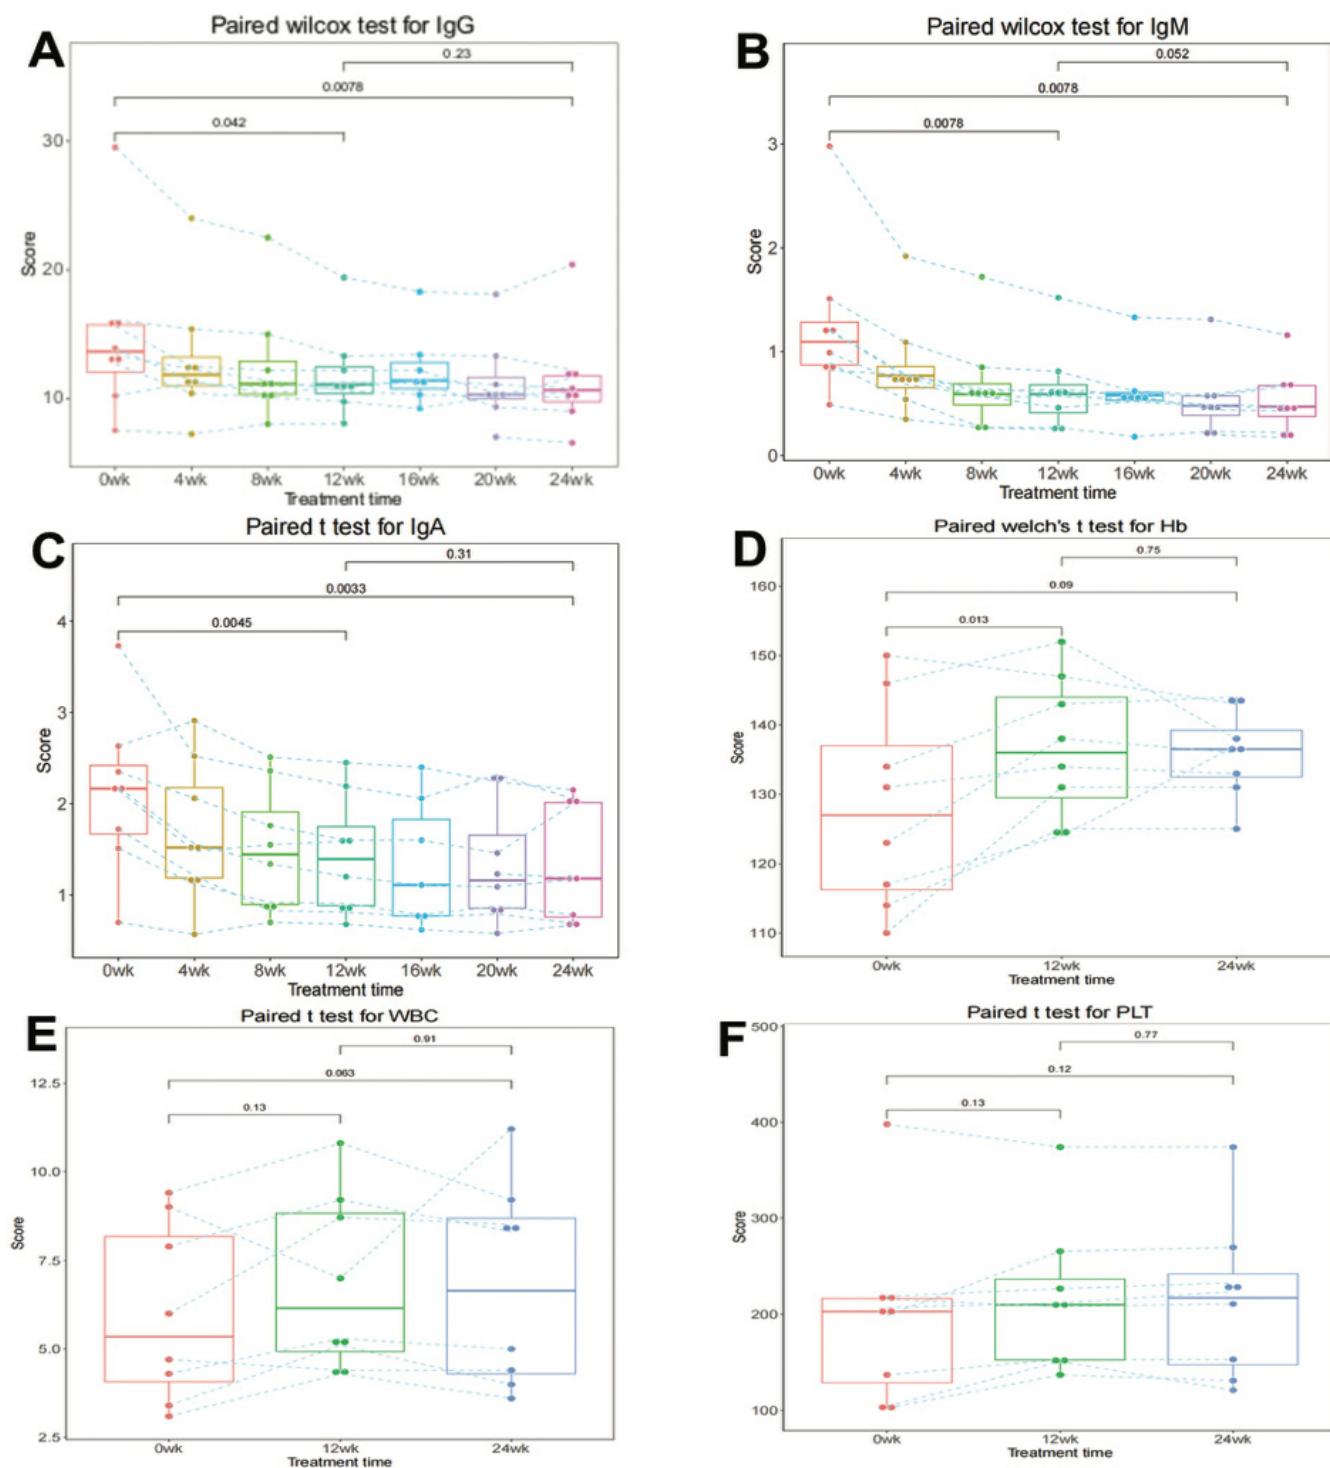 A
Paired wilcox test for IgG
0.23
0.0078
0.042
30
20
10
Score
0wk 4wk 8wk 12wk 16wk 20wk 24wk
Treatment time
B
Paired wilcox test for IgM
0.052
0.0078
0.0078
3
2
1
0
Score
0wk 4wk 8wk 12wk 16wk 20wk 24wk
Treatment time
C
Paired t test for IgA
0.31
0.0033
0.0045
4
3
2
1
Score
0wk 4wk 8wk 12wk 16wk 20wk 24wk
Treatment time
D
Paired welch's t test for Hb
0.75
0.09
0.013
160
150
140
130
120
110
Score
0wk 12wk 24wk
Treatment time
E
Paired t test for WBC
0.91
0.063
0.13
12.5
10.0
7.5
5.0
2.5
Score
0wk 12wk 24wk
Treatment time
F
Paired t test for PLT
0.77
0.12
0.13
500
400
300
200
100
Score
0wk 12wk 24wk
Treatment time